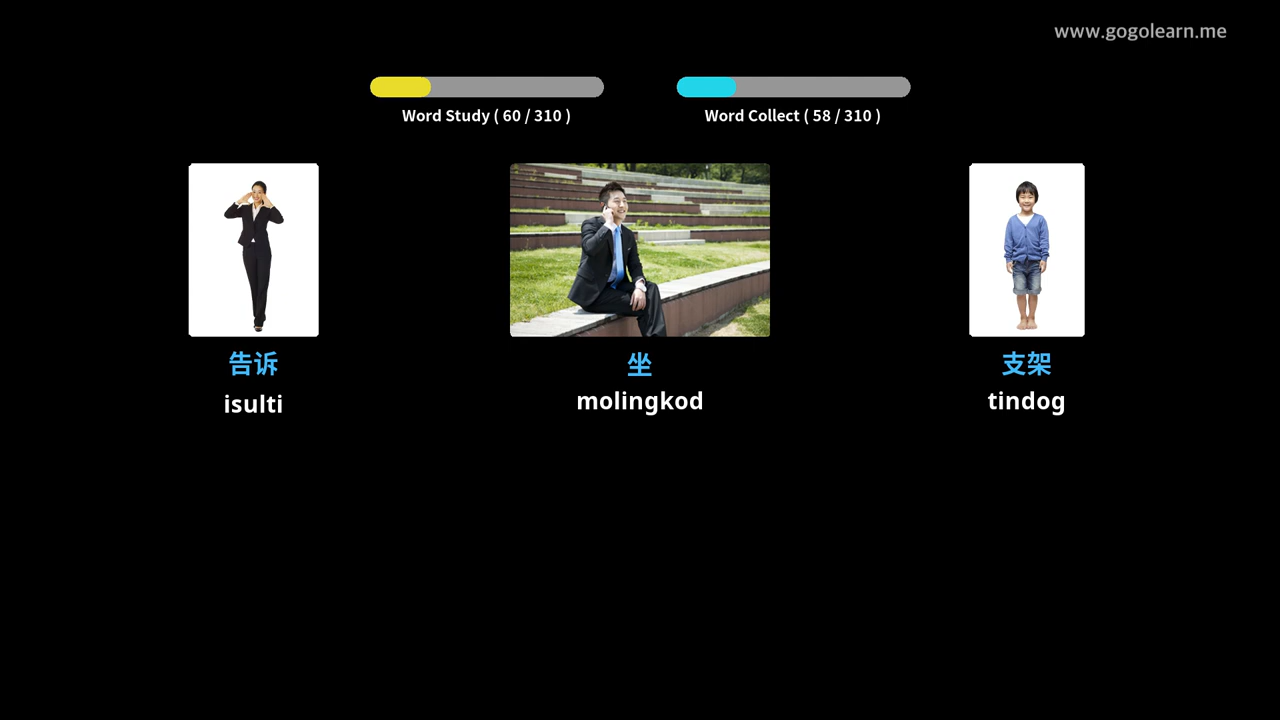 www.gogolearn.me
Word Study ( 60 / 310 )
Word Collect ( 58 / 310 )
告诉
坐
支架
isulti
molingkod
tindog